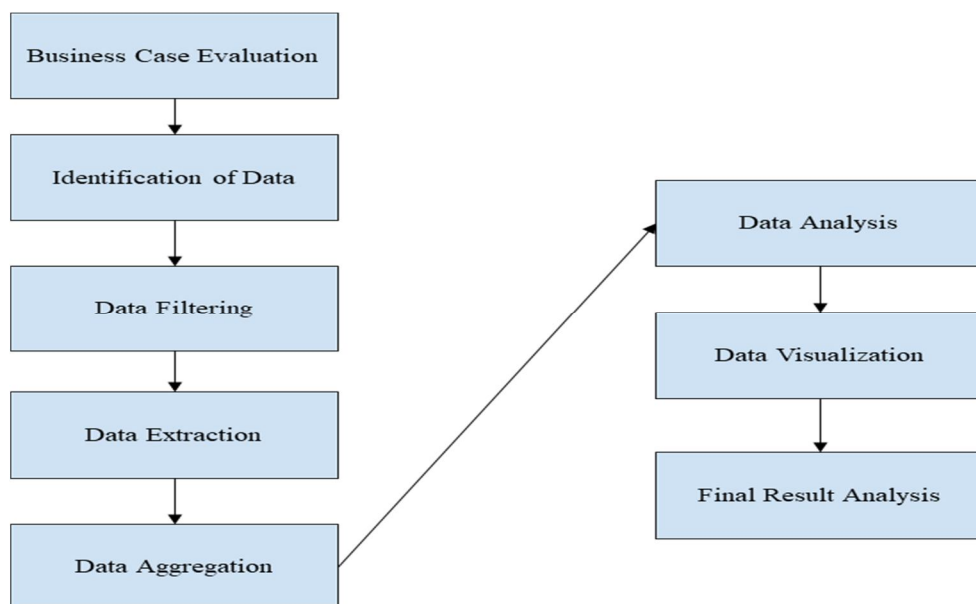 Business Case Evaluation
Identification of Data
Data Filtering
Data Extraction
Data Aggregation
Data Analysis
Data Visualization
Final Result Analysis